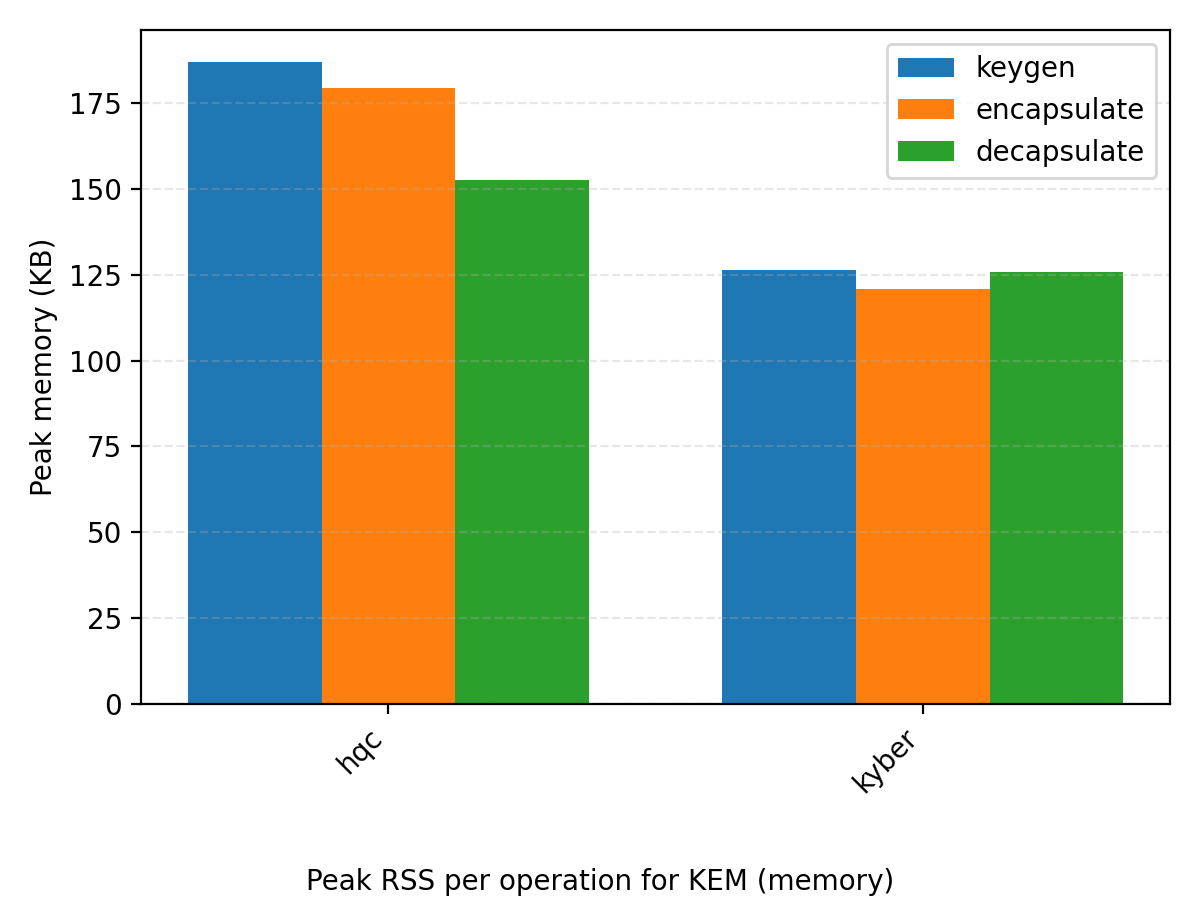 175
150
125
100
75
50
25
0
Peak memory (KB)
keygen
encapsulate
decapsulate
hqc
kyber
Peak RSS per operation for KEM (memory)